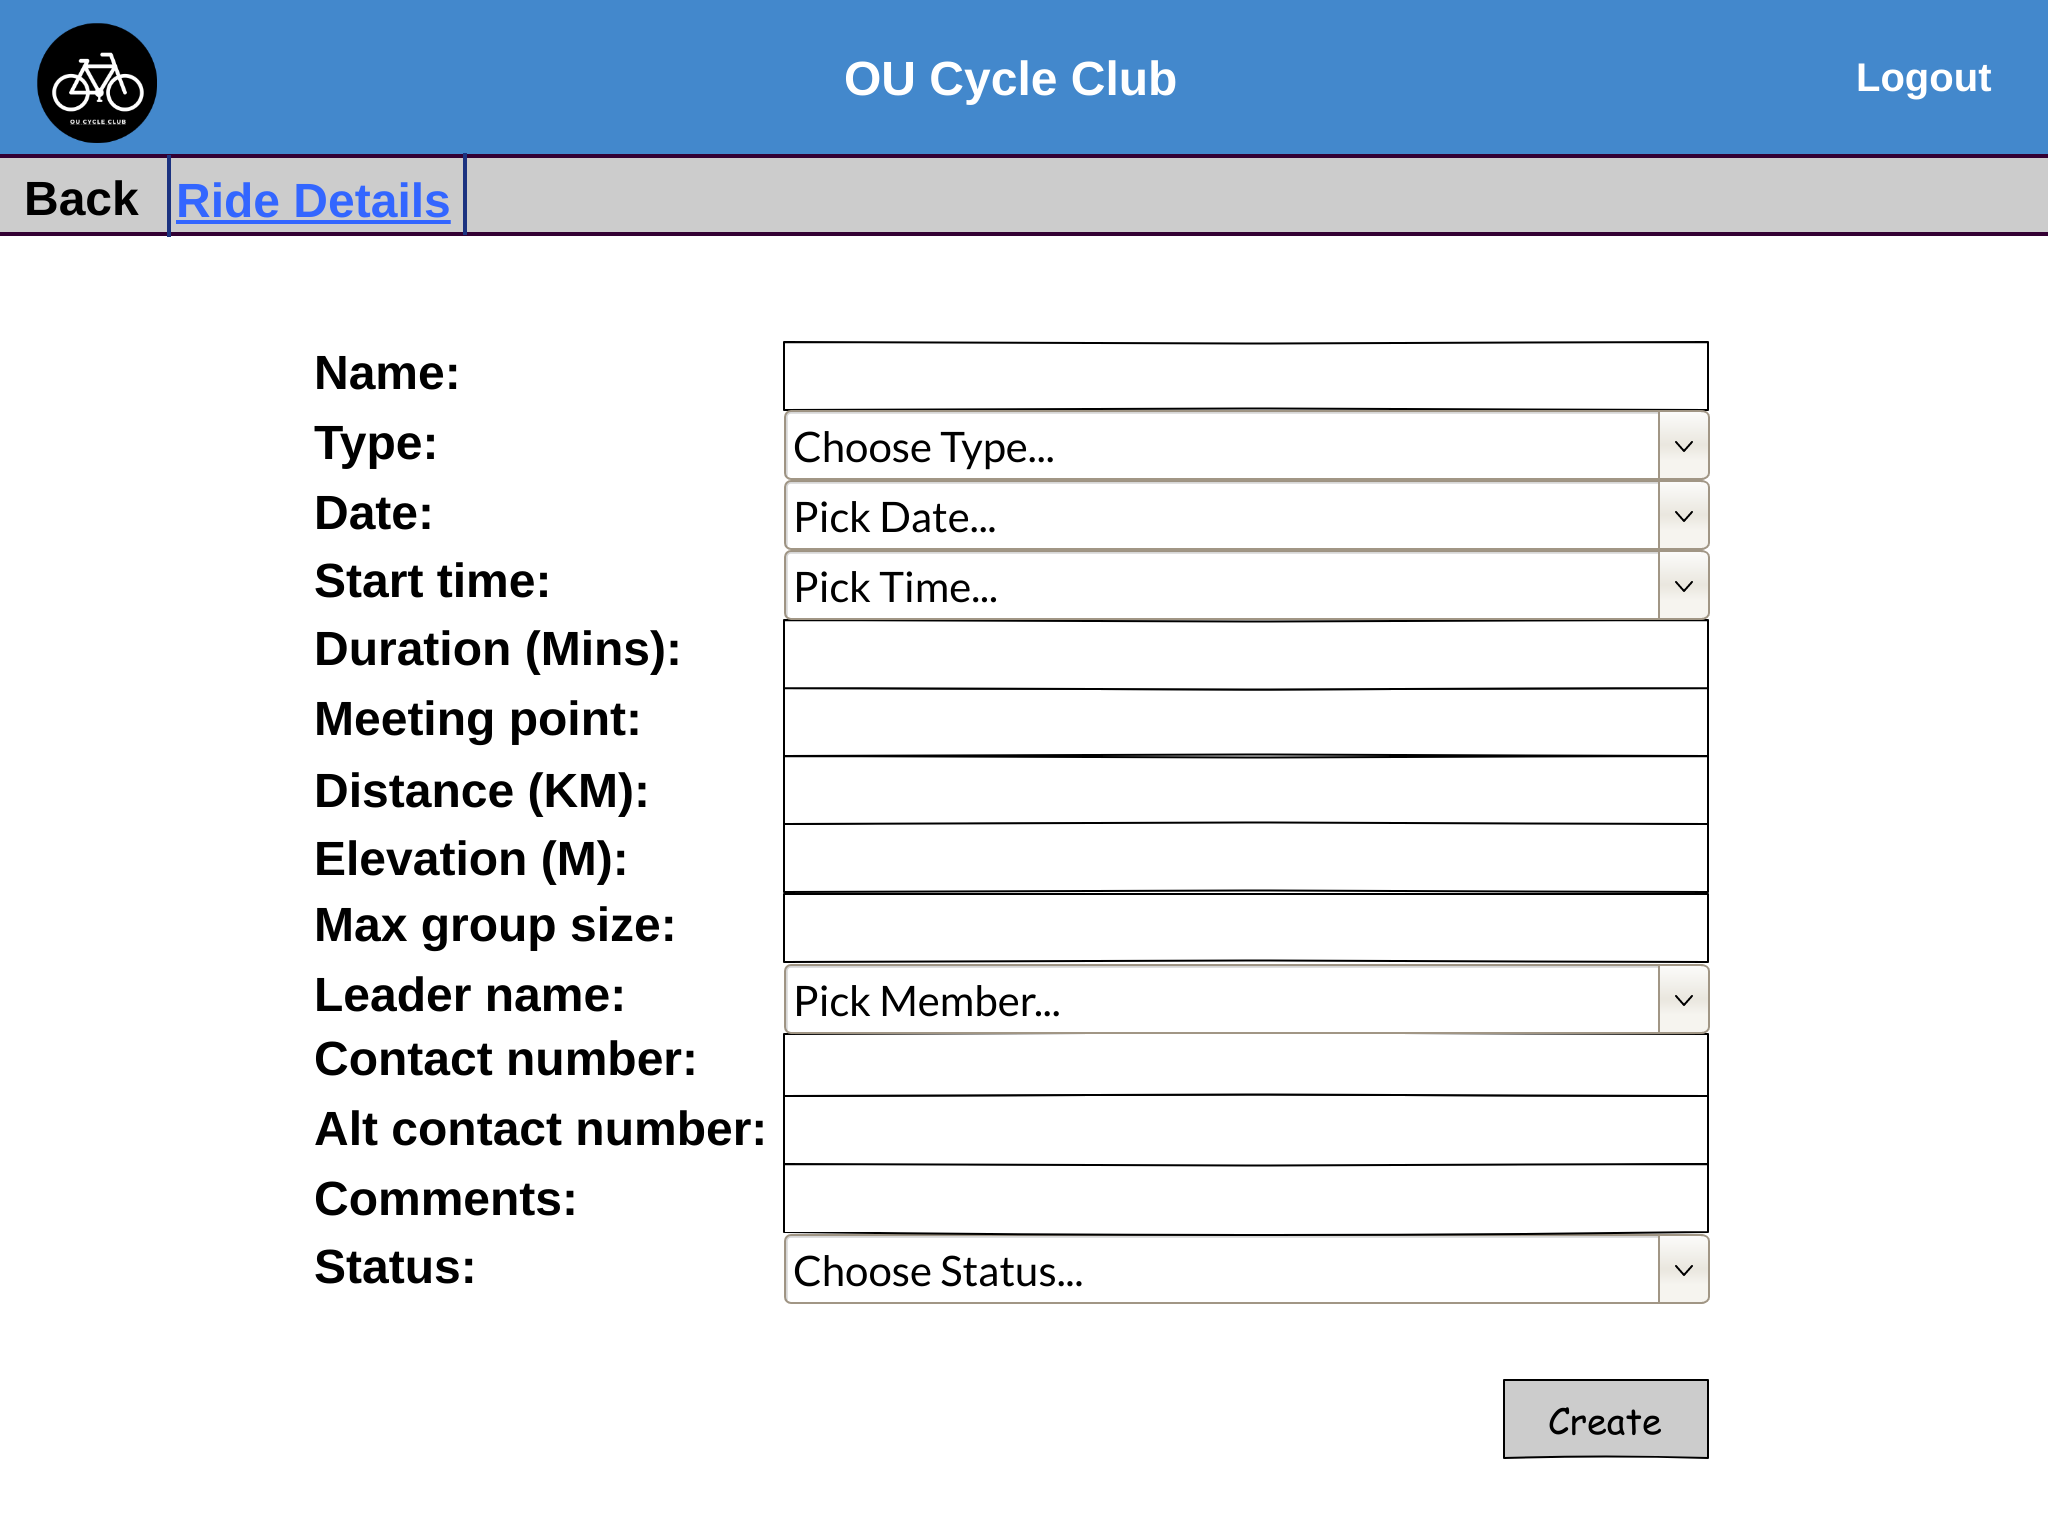 OU CYCLE CLUB
OU Cycle Club
Logout
Back
Ride Details
Name:
Type: Choose Type...
Date: Pick Date...
Start time: Pick Time...
Duration (Mins):
Meeting point:
Distance (KM):
Elevation (M):
Max group size:
Leader name: Pick Member...
Contact number:
Alt contact number:
Comments:
Status: Choose Status...
Create